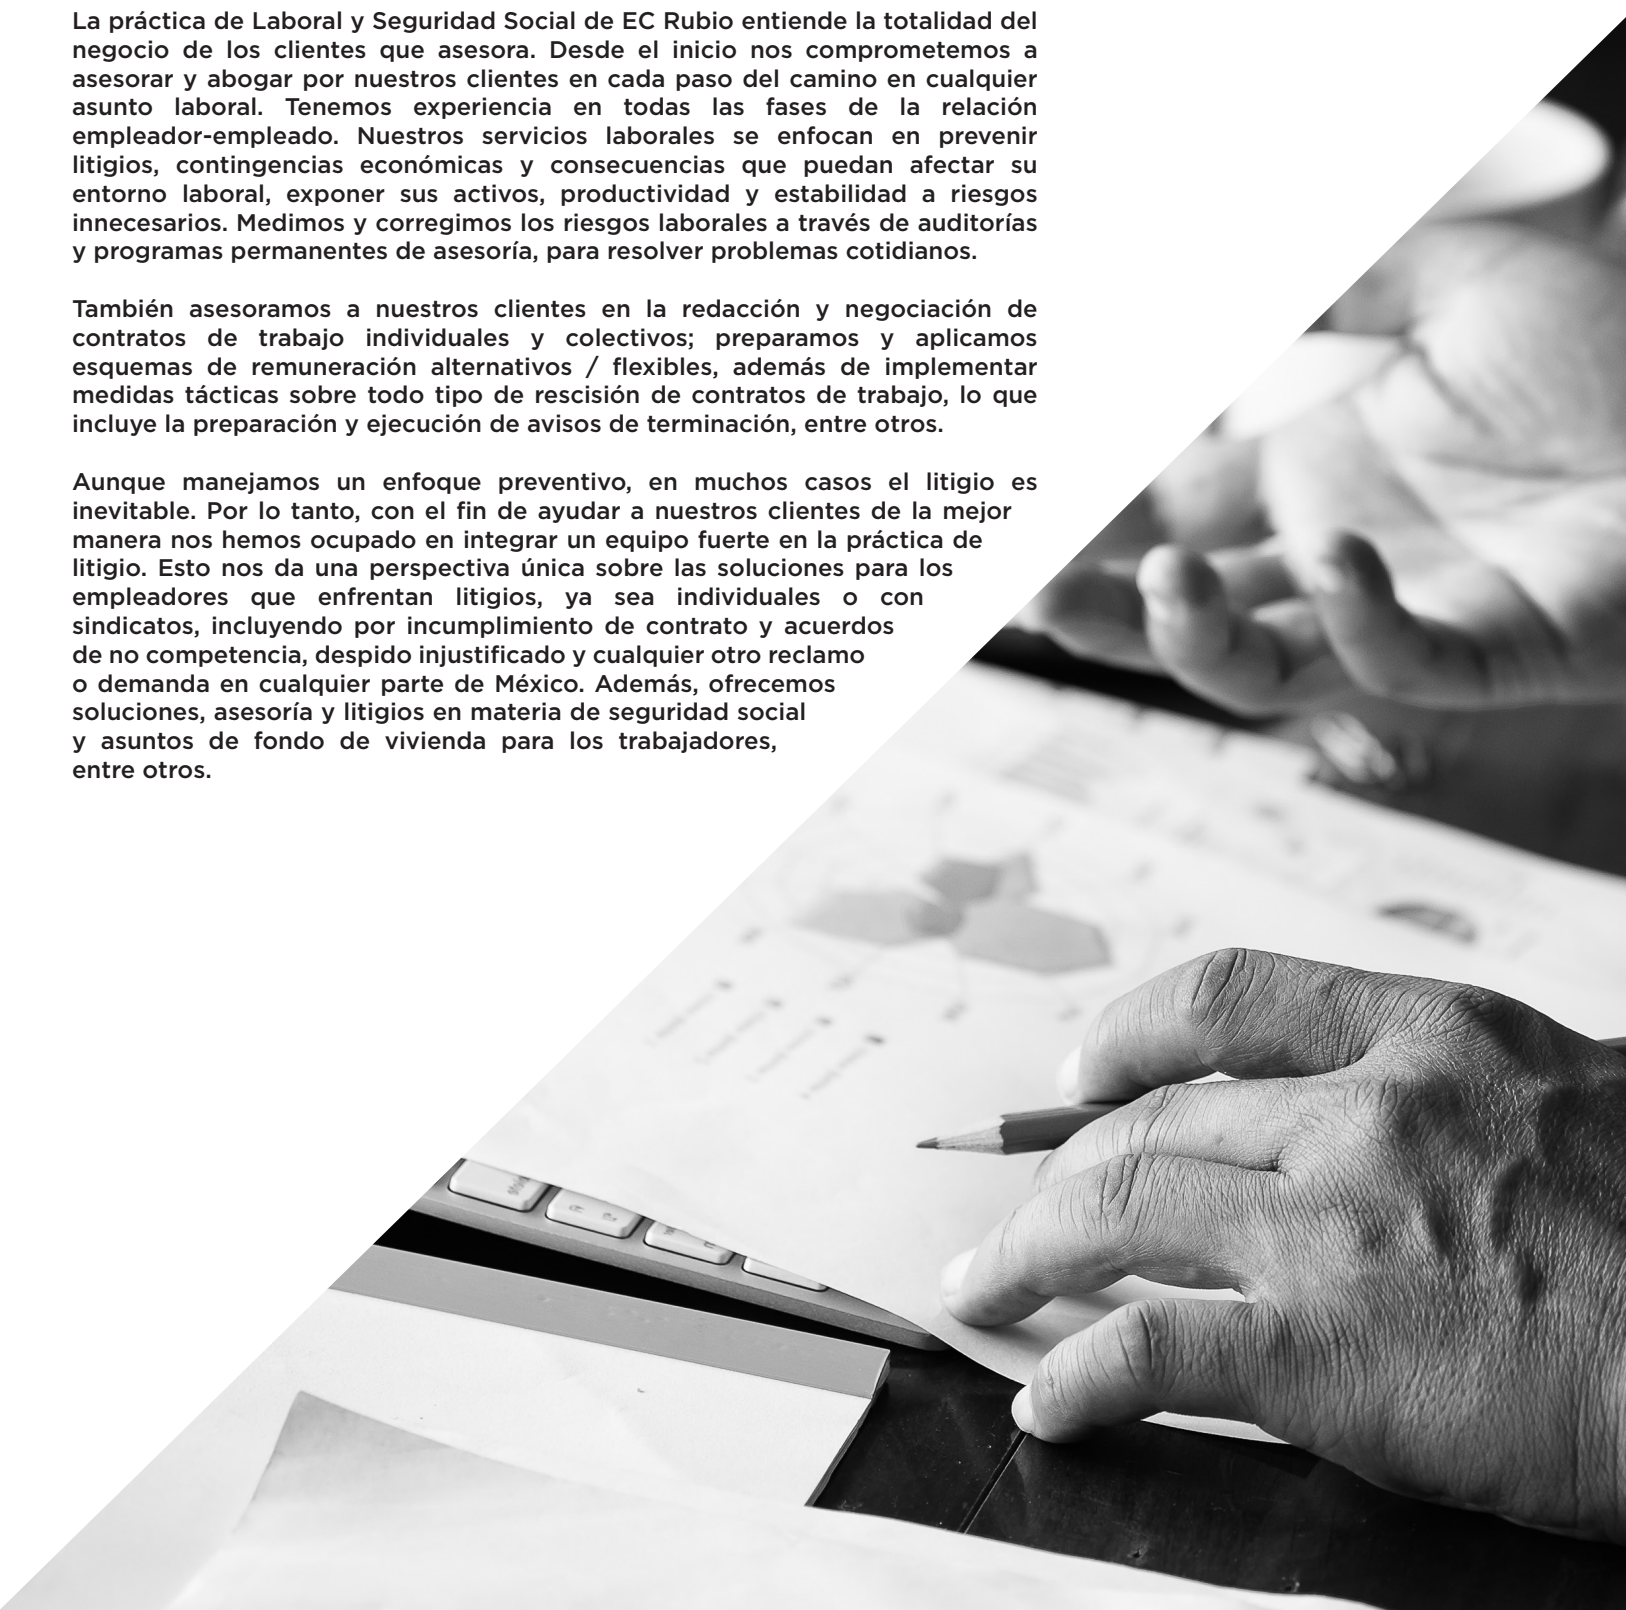 La práctica de Laboral y Seguridad Social de EC Rubio entiende la totalidad del
negocio de los clientes que asesora. Desde el inicio nos comprometemos a
asesorar y abogar por nuestros clientes en cada paso del camino en cualquier
asunto laboral. Tenemos experiencia en todas las fases de la relación
empleador-empleado. Nuestros servicios laborales se enfocan en prevenir
litigios, contingencias económicas y consecuencias que puedan afectar su
entorno laboral, exponer sus activos, productividad y estabilidad a riesgos
innecesarios. Medimos y corregimos los riesgos laborales a través de auditorías
y programas permanentes de asesoría, para resolver problemas cotidianos.
También asesoramos a nuestros clientes en la redacción y negociación de
contratos de trabajo individuales y colectivos; preparamos y aplicamos
esquemas de remuneración alternativos / flexibles, además de implementar
medidas tácticas sobre todo tipo de rescisión de contratos de trabajo, lo que
incluye la preparación y ejecución de avisos de terminación, entre otros.
Aunque manejamos un enfoque preventivo, en muchos casos el litigio es
inevitable. Por lo tanto, con el fin de ayudar a nuestros clientes de la mejor
manera nos hemos ocupado en integrar un equipo fuerte en la práctica de
litigio. Esto nos da una perspectiva única sobre las soluciones para los
empleadores que enfrentan litigios, ya sea individuales o con
sindicatos, incluyendo por incumplimiento de contrato y acuerdos
de no competencia, despido injustificado y cualquier otro reclamo
o demanda en cualquier parte de México. Además, ofrecemos
soluciones, asesoría y litigios en materia de seguridad social
y asuntos de fondo de vivienda para los trabajadores,
entre otros.